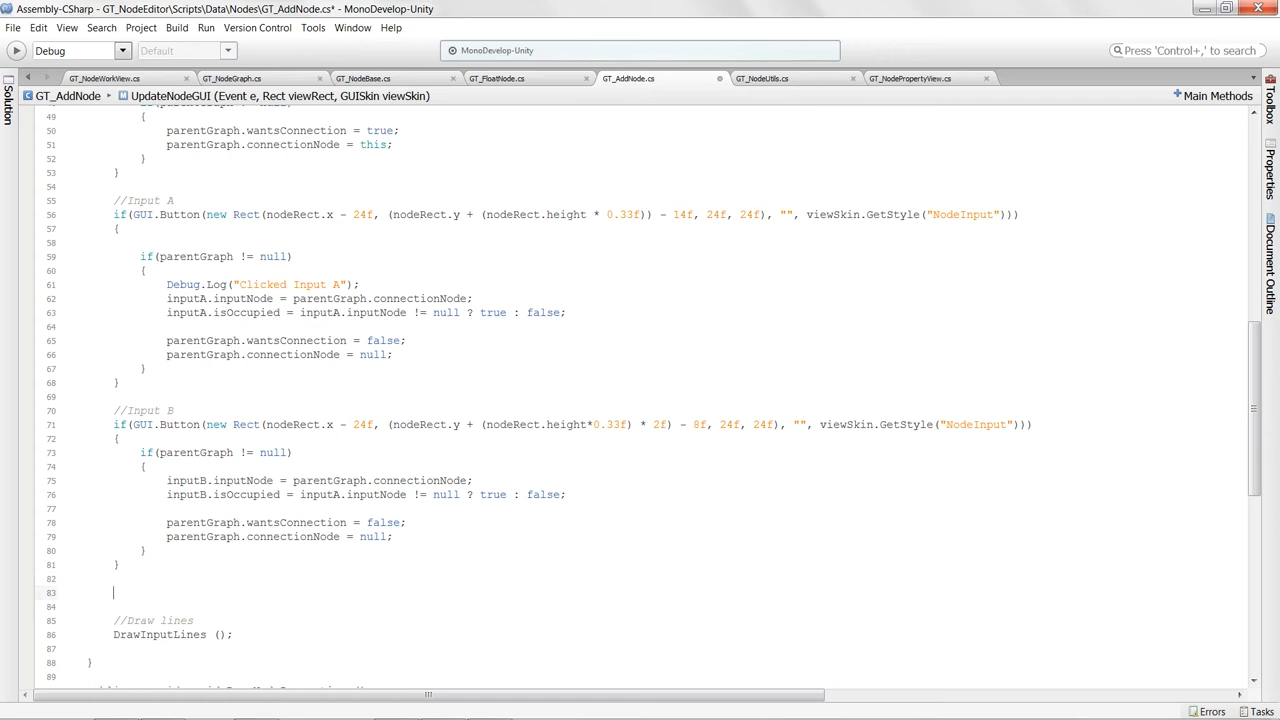 Assembly-CSharp - GT_NodeEditor\Scripts\Data\Nodes\GT_AddNode.cs* - MonoDevelop-Unity
File Edit View Search Project Build Run Version Control Tools Window Help
Debug Default MonoDevelop-Unity Press 'Control+,' to search
GT_NodeWorkView.cs GT_NodeGraph.cs GT_NodeBase.cs GT_FloatNode.cs GT_AddNode.cs GT_NodeUtils.cs GT_NodePropertyView.cs
GT_AddNode UpdateNodeGUI (Event e, Rect viewRect, GUISkin viewSkin) Main Methods
Solution
Toolbox
Properties
Document Outline
49 {
50 parentGraph.wantsConnection = true;
51 parentGraph.connectionNode = this;
52 }
53 }
54
55 //Input A
56 if(GUI.Button(new Rect(nodeRect.x - 24f, (nodeRect.y + (nodeRect.height * 0.33f)) - 14f, 24f, 24f), "", viewSkin.GetStyle("NodeInput")))
57 {
58
59 if(parentGraph != null)
60 {
61 Debug.Log("Clicked Input A");
62 inputA.inputNode = parentGraph.connectionNode;
63 inputA.isOccupied = inputA.inputNode != null ? true : false;
64
65 parentGraph.wantsConnection = false;
66 parentGraph.connectionNode = null;
67 }
68 }
69
70 //Input B
71 if(GUI.Button(new Rect(nodeRect.x - 24f, (nodeRect.y + (nodeRect.height*0.33f) * 2f) - 8f, 24f, 24f), "", viewSkin.GetStyle("NodeInput")))
72 {
73 if(parentGraph != null)
74 {
75 inputB.inputNode = parentGraph.connectionNode;
76 inputB.isOccupied = inputA.inputNode != null ? true : false;
77
78 parentGraph.wantsConnection = false;
79 parentGraph.connectionNode = null;
80 }
81 }
82
83
84
85 //Draw lines
86 DrawInputLines ();
87
88 }
89
Errors Tasks